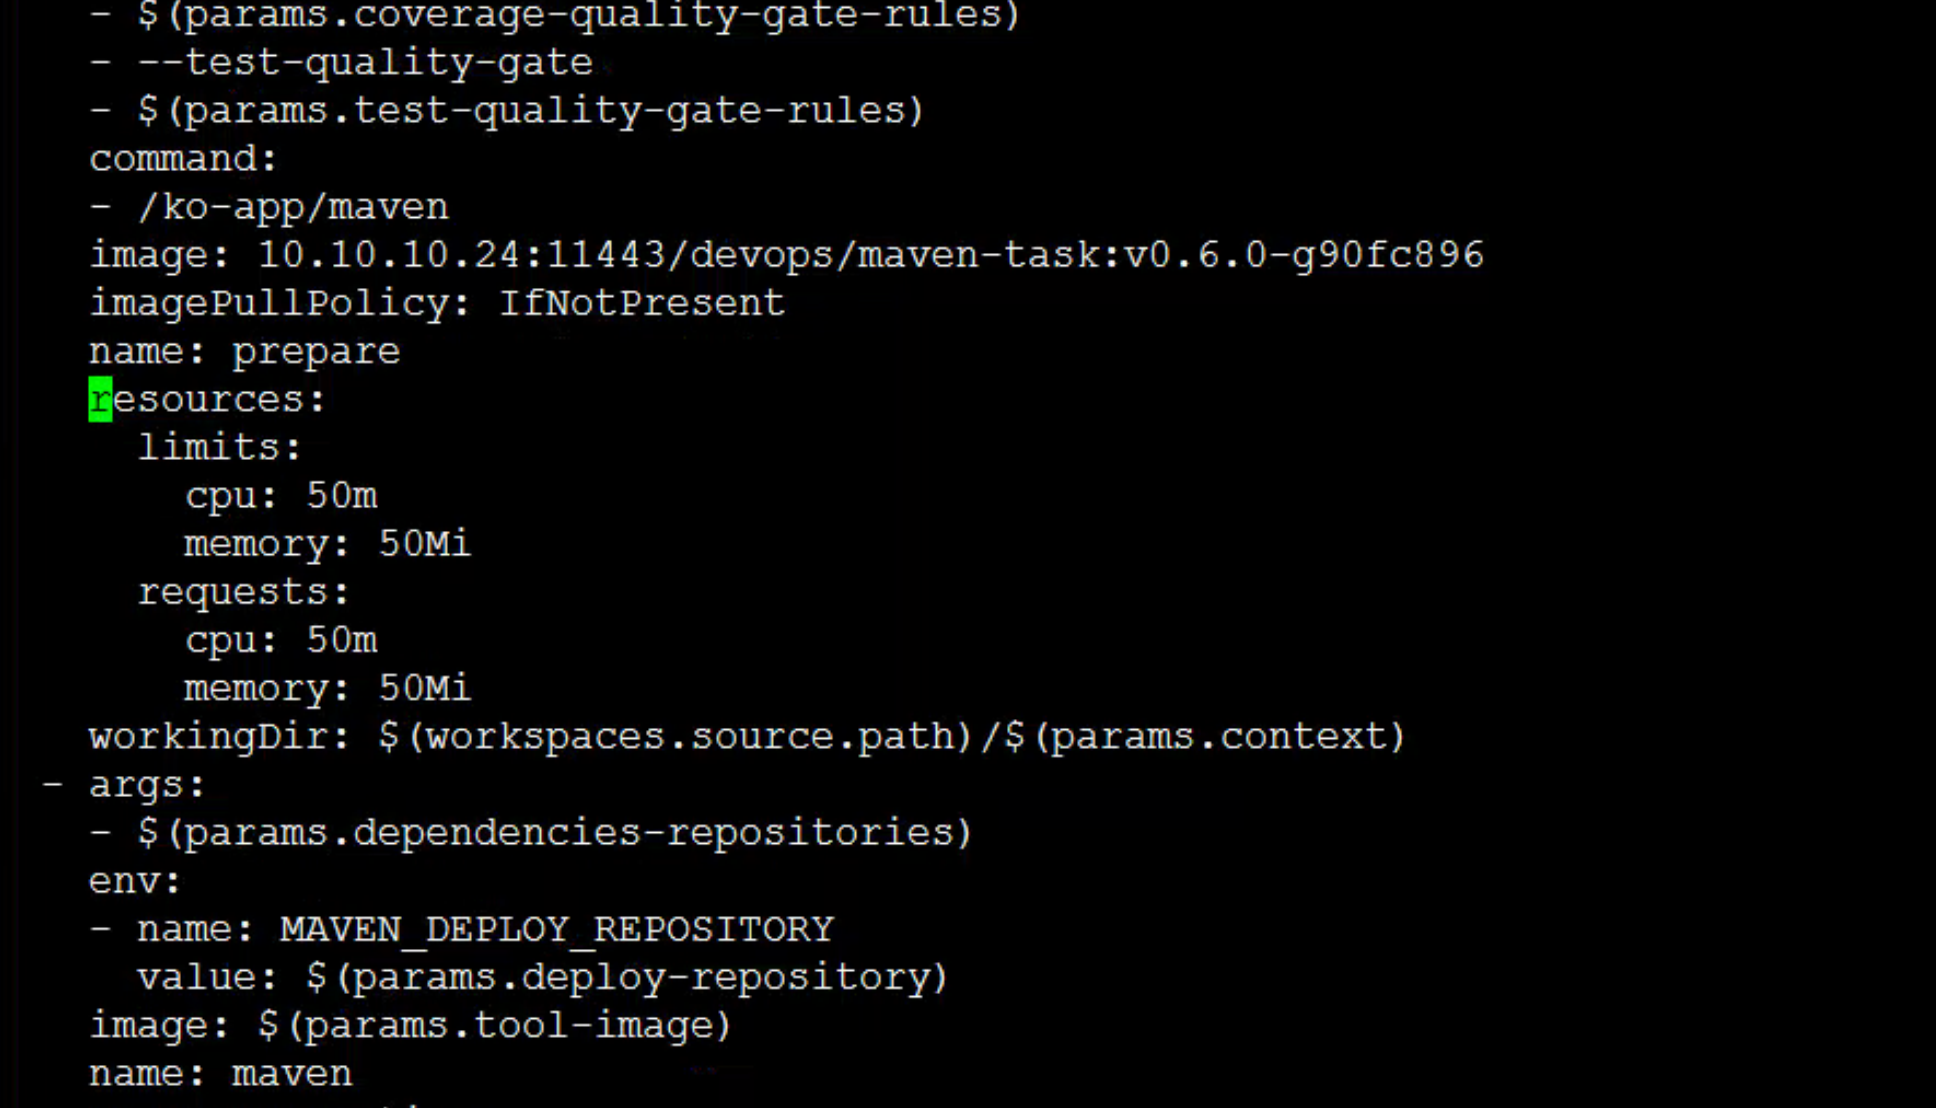 - $(params.coverage-quality-gate-rules)
- --test-quality-gate
- $(params.test-quality-gate-rules)
command:
- /ko-app/maven
image: 10.10.10.24:11443/devops/maven-task:v0.6.0-g90fc896
imagePullPolicy: IfNotPresent
name: prepare
resources:
limits:
cpu: 50m
memory: 50Mi
requests:
cpu: 50m
memory: 50Mi
workingDir: $(workspaces.source.path)/$(params.context)
- args:
- $(params.dependencies-repositories)
env:
- name: MAVEN_DEPLOY_REPOSITORY
value: $(params.deploy-repository)
image: $(params.tool-image)
name: maven